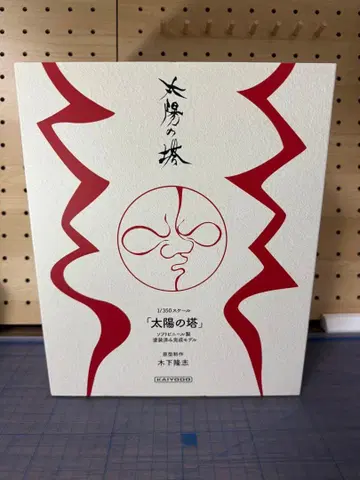 太陽の塔
1/350スケール
「太陽の塔」
ソフトビニール製
塗装済み完成モデル
原型制作
木下隆志
KAIYODO